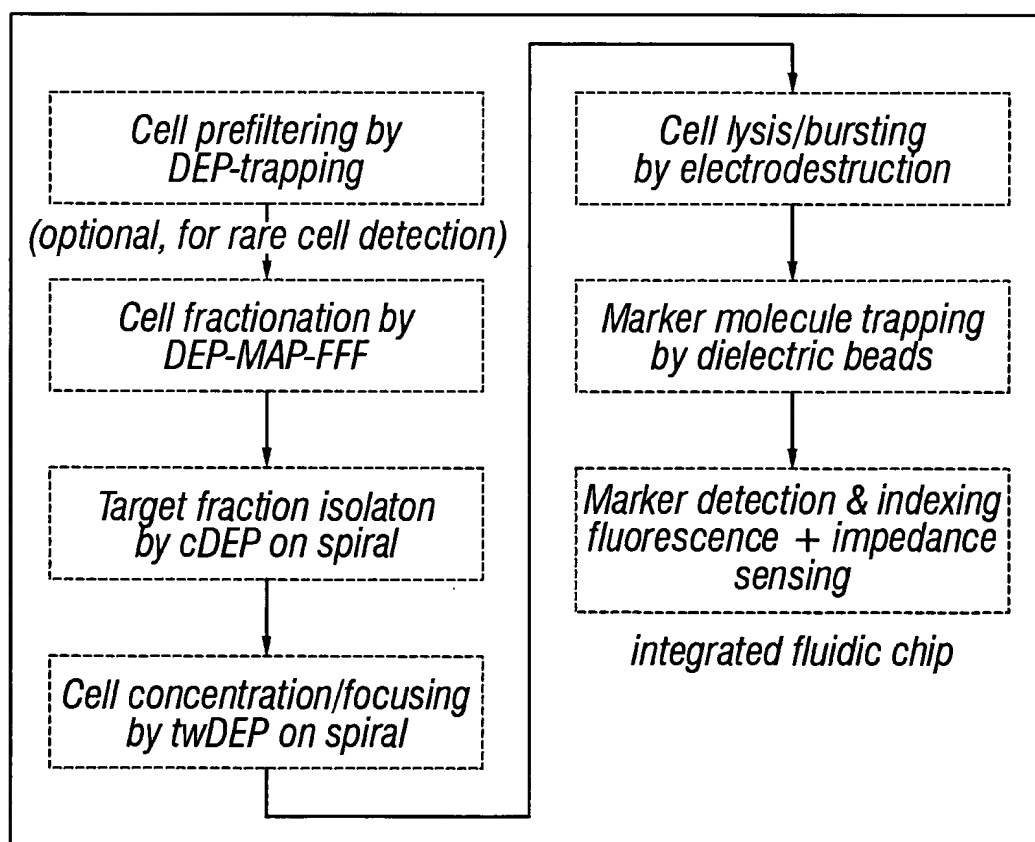 Cell prefiltering by
DEP-trapping
(optional, for rare cell detection)
Cell fractionation by
DEP-MAP-FFF
Target fraction isolaton
by cDEP on spiral
Cell concentration/focusing
by twDEP on spiral
Cell lysis/bursting
by electrodestruction
Marker molecule trapping
by dielectric beads
Marker detection & indexing
fluorescence + impedance
sensing
integrated fluidic chip